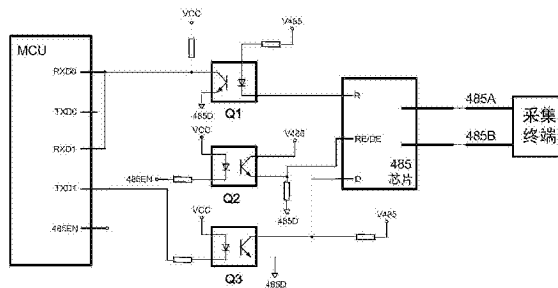 VCC
V485
MCU
RXD0
TXD0
RXD1
TXD1
485EN
485D
Q1
VCC
V485
485EN
485D
Q2
VCC
V485
485D
Q3
R
RE/DE
D
485
芯片
485A
485B
采集
终端